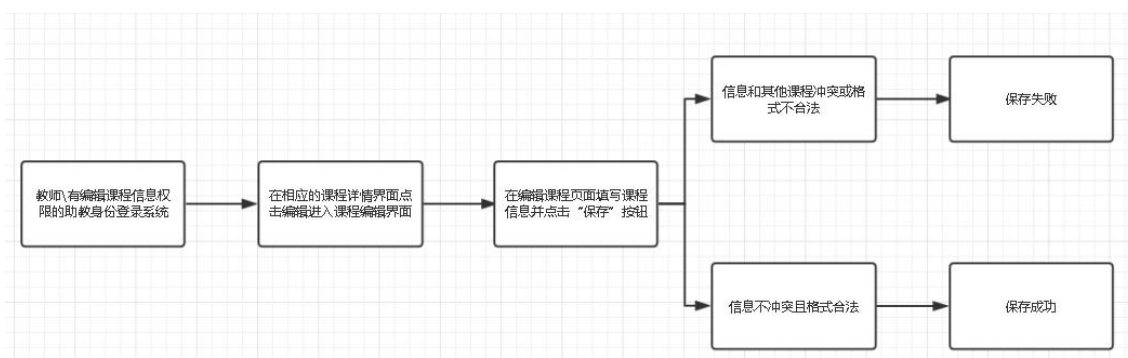 信息和其他课程冲突或格
式不合法
保存失败
教师\有编辑课程信息权
限的助教身份登录系统
在相应的课程详情界面点
击编辑进入课程编辑界面
在编辑课程页面填写课程
信息并点击“保存”按钮
信息不冲突且格式合法
保存成功